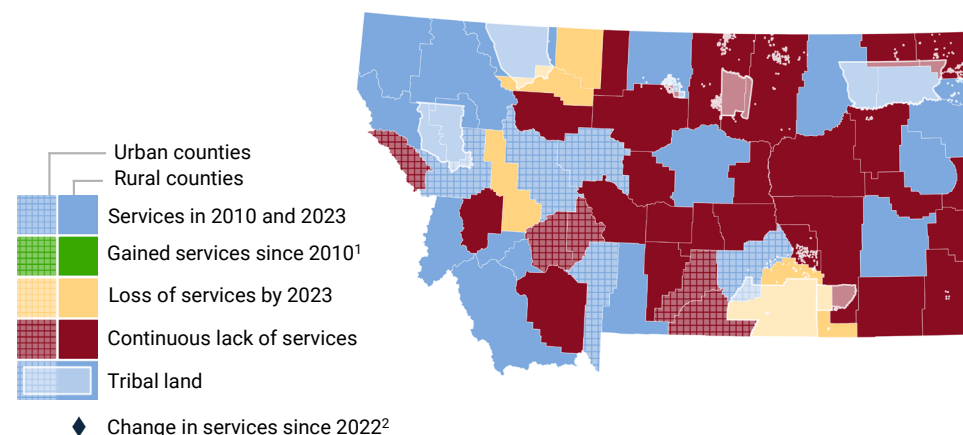 Urban counties
Rural counties
Services in 2010 and 2023
Gained services since 2010¹
Loss of services by 2023
Continuous lack of services
Tribal land
Change in services since 2022²